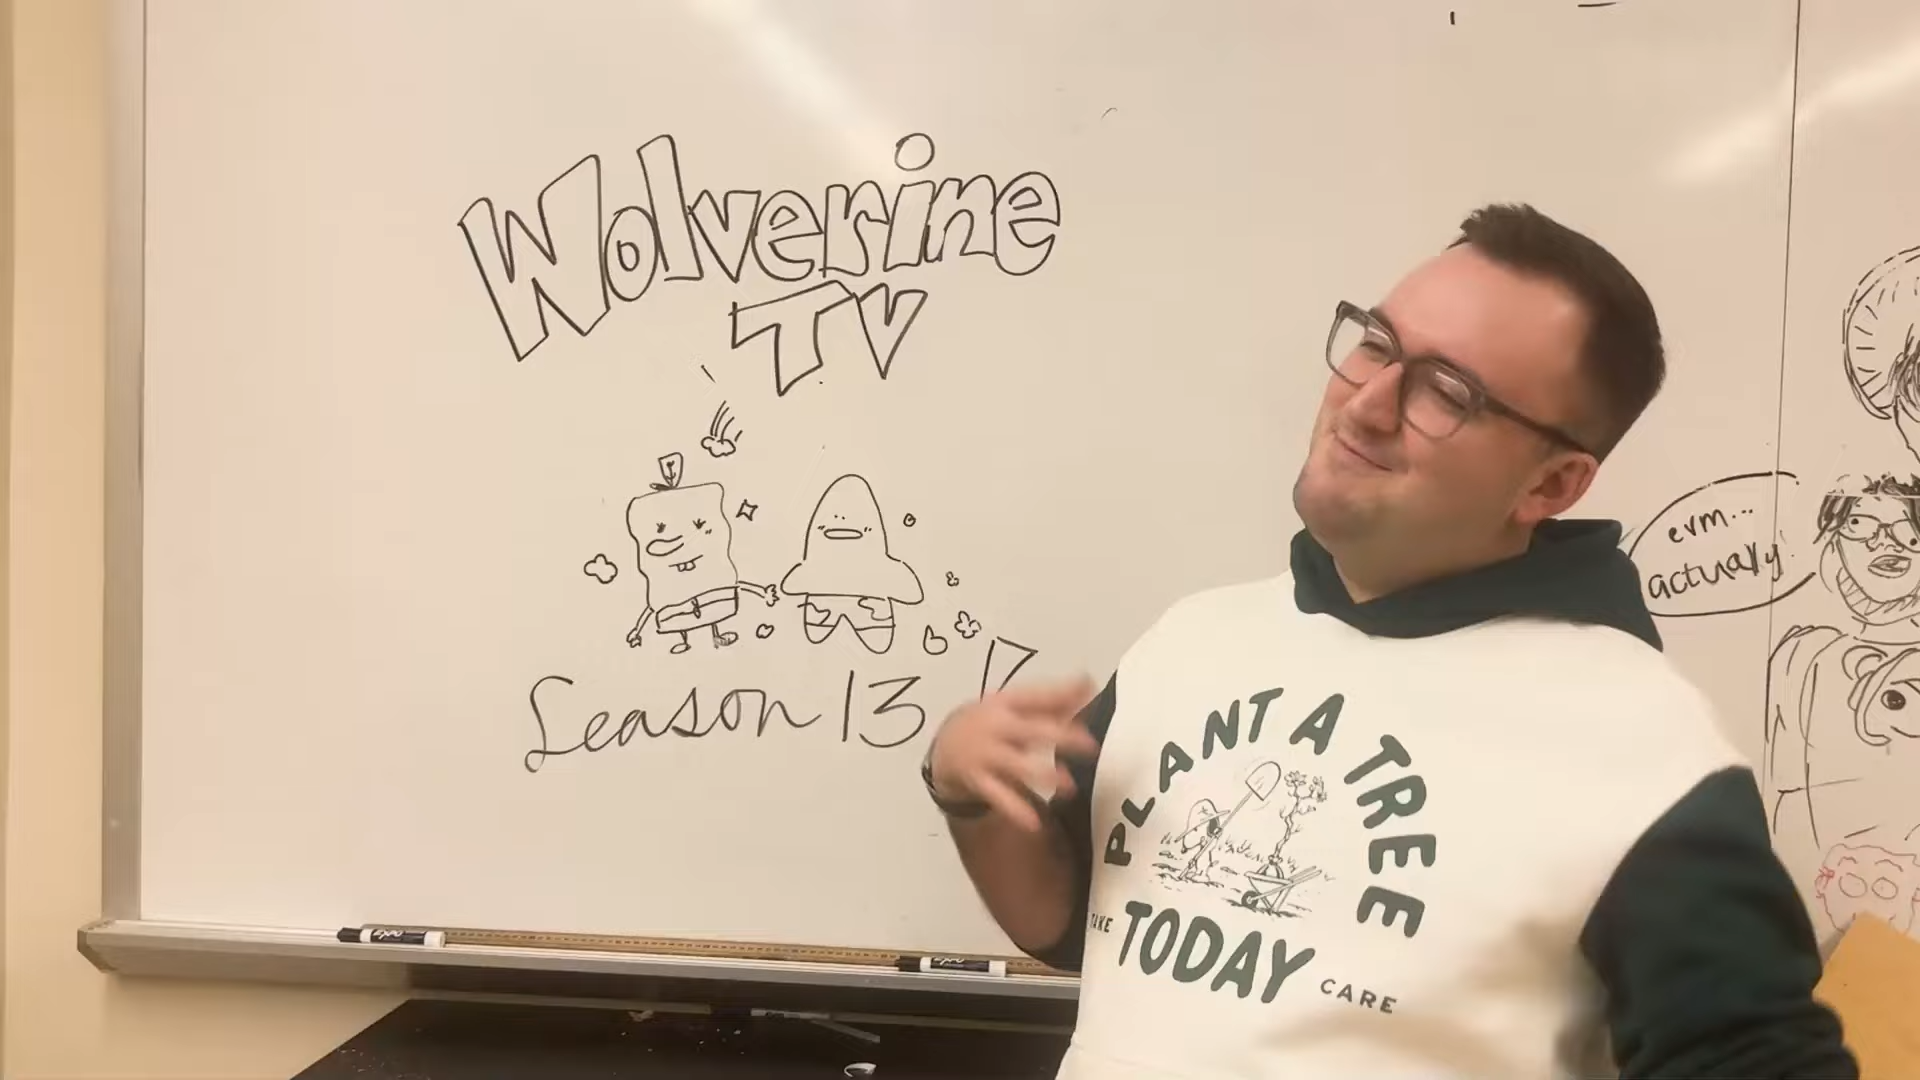 Wolverine
TV
Season 13
erm...
actually
PLANT A TREE
TAKE TODAY CARE